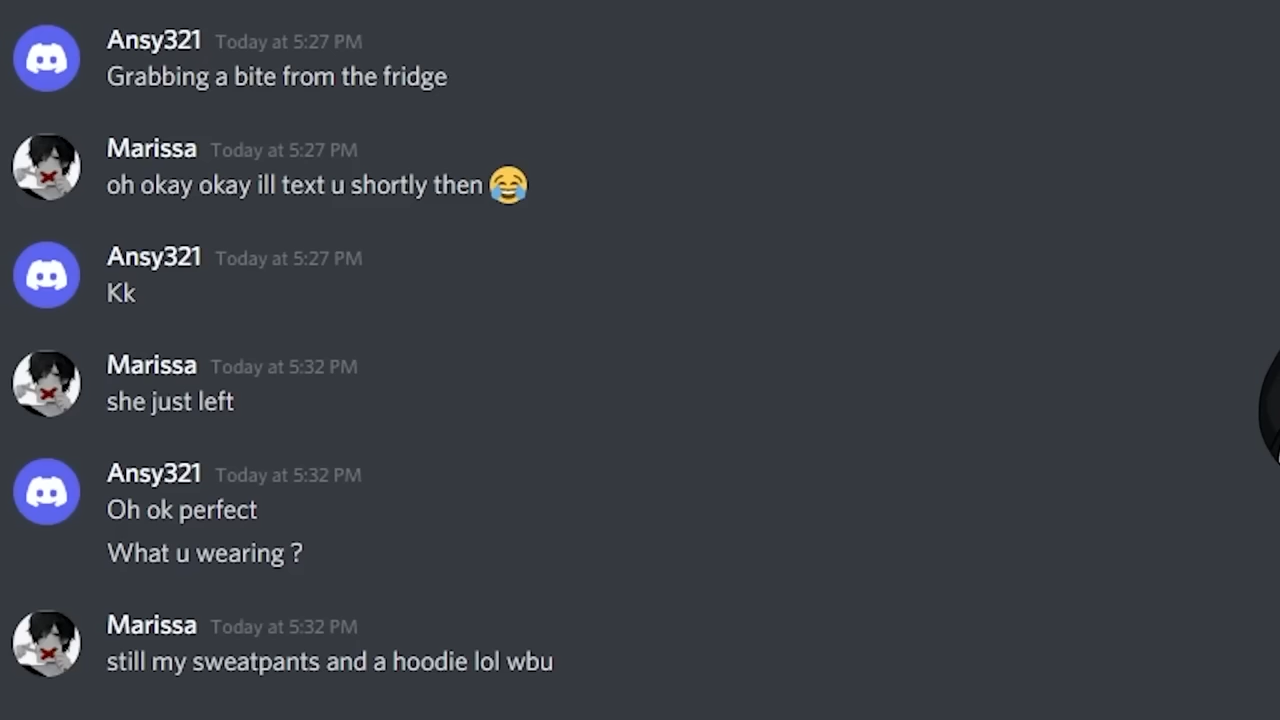 Ansy321 Today at 5:27 PM
Grabbing a bite from the fridge
Marissa Today at 5:27 PM
oh okay okay ill text u shortly then 😂
Ansy321 Today at 5:27 PM
Kk
Marissa Today at 5:32 PM
she just left
Ansy321 Today at 5:32 PM
Oh ok perfect
What u wearing ?
Marissa Today at 5:32 PM
still my sweatpants and a hoodie lol wbu